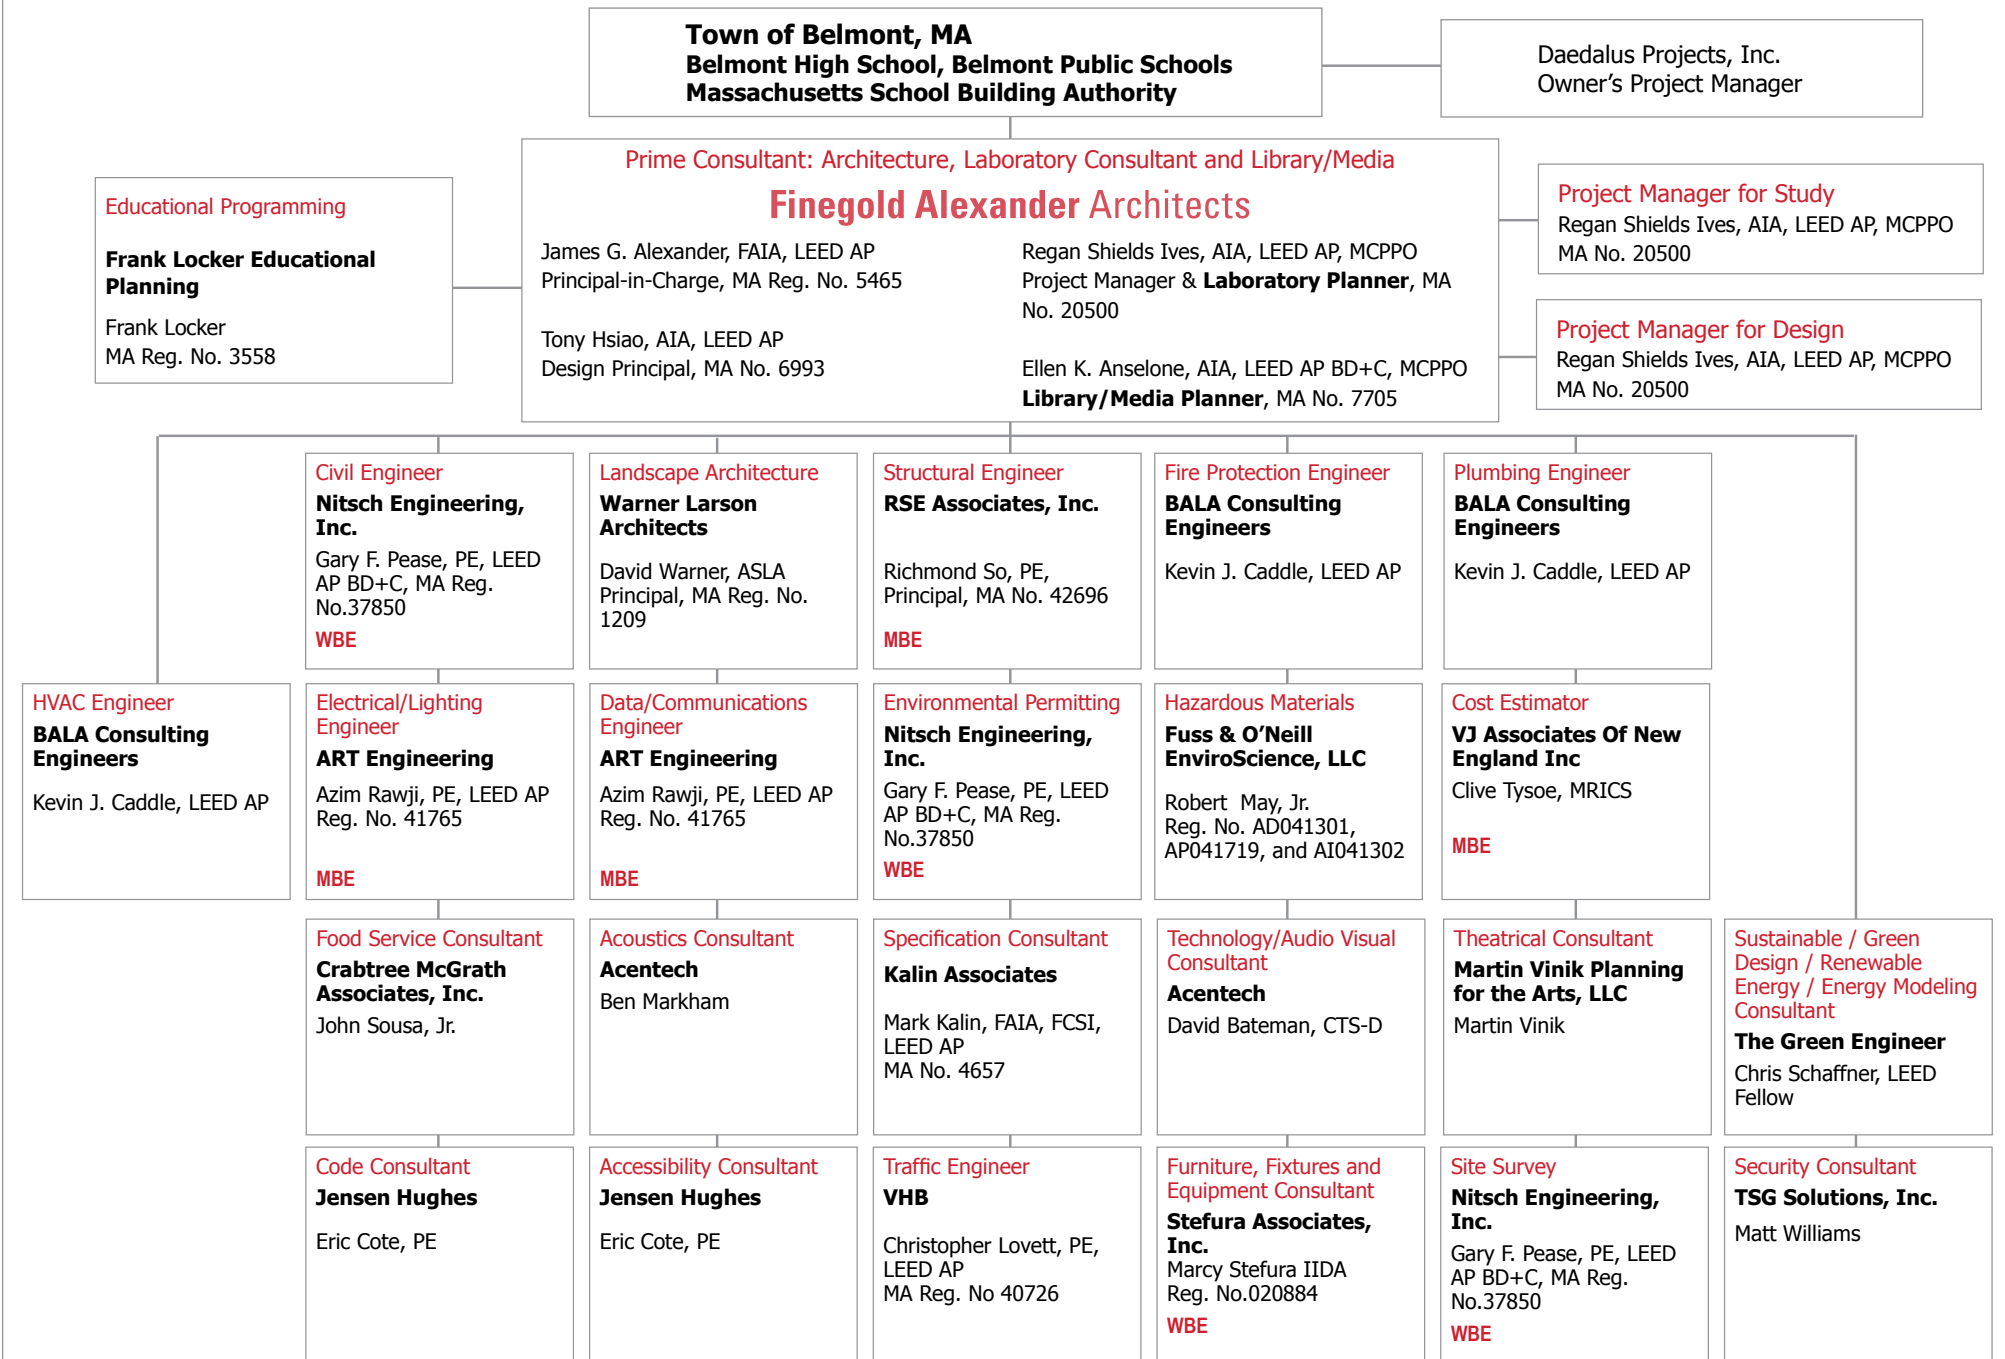 Town of Belmont, MA
Belmont High School, Belmont Public Schools
Massachusetts School Building Authority
Daedalus Projects, Inc.
Owner's Project Manager
Educational Programming
Frank Locker Educational
Planning
Frank Locker
MA Reg. No. 3558
Prime Consultant: Architecture, Laboratory Consultant and Library/Media
Finegold Alexander Architects
James G. Alexander, FAIA, LEED AP
Principal-in-Charge, MA Reg. No. 5465
Tony Hsiao, AIA, LEED AP
Design Principal, MA No. 6993
Regan Shields Ives, AIA, LEED AP, MCPPO
Project Manager & Laboratory Planner, MA
No. 20500
Ellen K. Anselone, AIA, LEED AP BD+C, MCPPO
Library/Media Planner, MA No. 7705
Project Manager for Study
Regan Shields Ives, AIA, LEED AP, MCPPO
MA No. 20500
Project Manager for Design
Regan Shields Ives, AIA, LEED AP, MCPPO
MA No. 20500
Civil Engineer
Nitsch Engineering,
Inc.
Gary F. Pease, PE, LEED
AP BD+C, MA Reg.
No.37850
WBE
Landscape Architecture
Warner Larson
Architects
David Warner, ASLA
Principal, MA Reg. No.
1209
Structural Engineer
RSE Associates, Inc.
Richmond So, PE,
Principal, MA No. 42696
MBE
Fire Protection Engineer
BALA Consulting
Engineers
Kevin J. Caddle, LEED AP
Plumbing Engineer
BALA Consulting
Engineers
Kevin J. Caddle, LEED AP
HVAC Engineer
BALA Consulting
Engineers
Kevin J. Caddle, LEED AP
Electrical/Lighting
Engineer
ART Engineering
Azim Rawji, PE, LEED AP
Reg. No. 41765
MBE
Data/Communications
Engineer
ART Engineering
Azim Rawji, PE, LEED AP
Reg. No. 41765
MBE
Environmental Permitting
Nitsch Engineering,
Inc.
Gary F. Pease, PE, LEED
AP BD+C, MA Reg.
No.37850
WBE
Hazardous Materials
Fuss & O'Neill
EnviroScience, LLC
Robert May, Jr.
Reg. No. AD041301,
AP041719, and AI041302
Cost Estimator
VJ Associates Of New
England Inc
Clive Tysoe, MRICS
MBE
Food Service Consultant
Crabtree McGrath
Associates, Inc.
John Sousa, Jr.
Acoustics Consultant
Acentech
Ben Markham
Specification Consultant
Kalin Associates
Mark Kalin, FAIA, FCSI,
LEED AP
MA No. 4657
Technology/Audio Visual
Consultant
Acentech
David Bateman, CTS-D
Theatrical Consultant
Martin Vinik Planning
for the Arts, LLC
Martin Vinik
Sustainable / Green
Design / Renewable
Energy / Energy Modeling
Consultant
The Green Engineer
Chris Schaffner, LEED
Fellow
Code Consultant
Jensen Hughes
Eric Cote, PE
Accessibility Consultant
Jensen Hughes
Eric Cote, PE
Traffic Engineer
VHB
Christopher Lovett, PE,
LEED AP
MA Reg. No 40726
Furniture, Fixtures and
Equipment Consultant
Stefura Associates,
Inc.
Marcy Stefura IIDA
Reg. No.020884
WBE
Site Survey
Nitsch Engineering,
Inc.
Gary F. Pease, PE, LEED
AP BD+C, MA Reg.
No.37850
WBE
Security Consultant
TSG Solutions, Inc.
Matt Williams